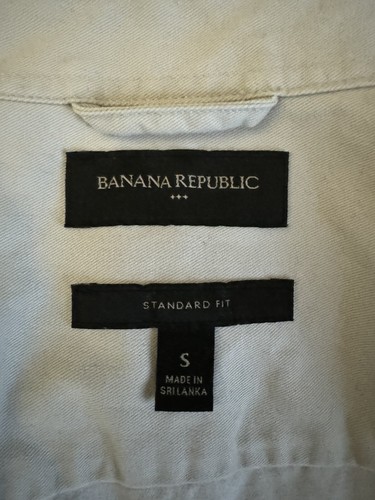 BANANA REPUBLIC
STANDARD FIT
S
MADE IN
SRI LANKA